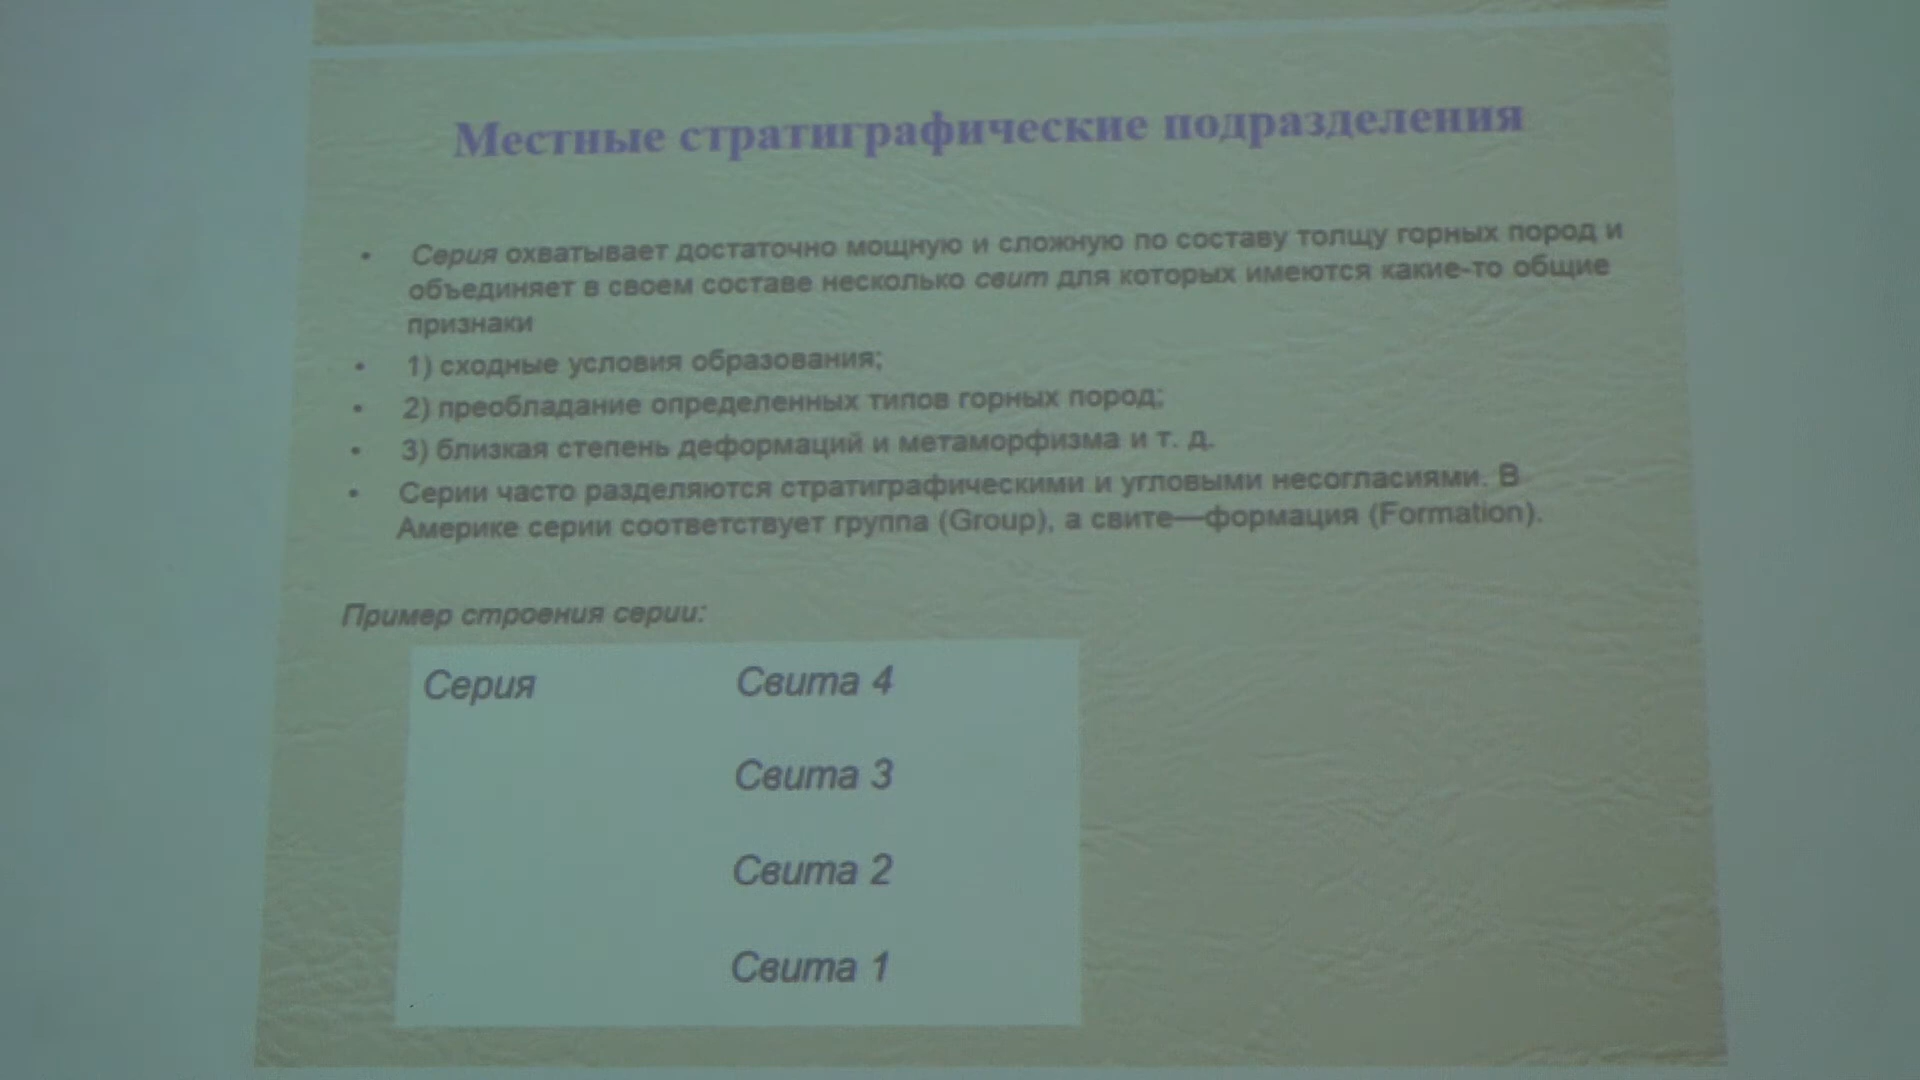 Местные стратиграфические подразделения
• Серия охватывает достаточно мощную и сложную по составу толщу горных пород и
объединяет в своем составе несколько свит для которых имеются какие-то общие
признаки
• 1) сходные условия образования;
• 2) преобладание определенных типов горных пород;
• 3) близкая степень деформаций и метаморфизма и т. д.
• Серии часто разделяются стратиграфическими и угловыми несогласиями. В
Америке серии соответствует группа (Group), а свите—формация (Formation).
Пример строения серии:
Серия Свита 4
Свита 3
Свита 2
Свита 1